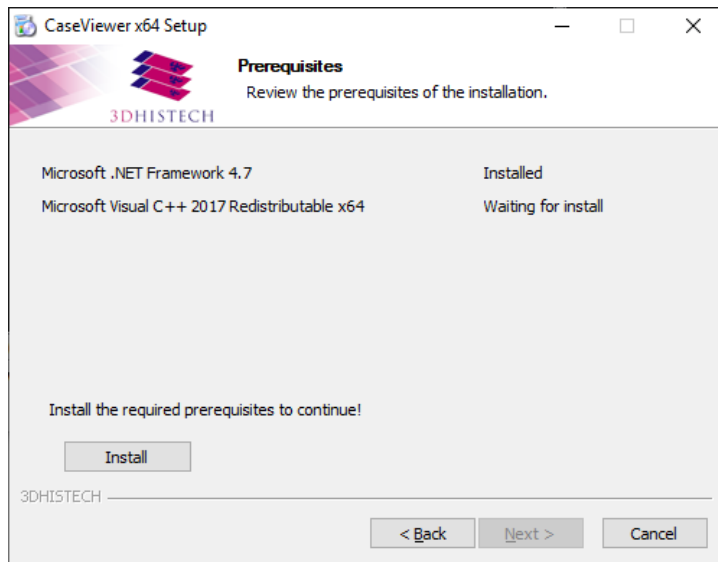 CaseViewer x64 Setup
Prerequisites
Review the prerequisites of the installation.
3DHISTECH
Microsoft .NET Framework 4.7 Installed
Microsoft Visual C++ 2017 Redistributable x64 Waiting for install
Install the required prerequisites to continue!
Install
3DHISTECH
< Back Next > Cancel